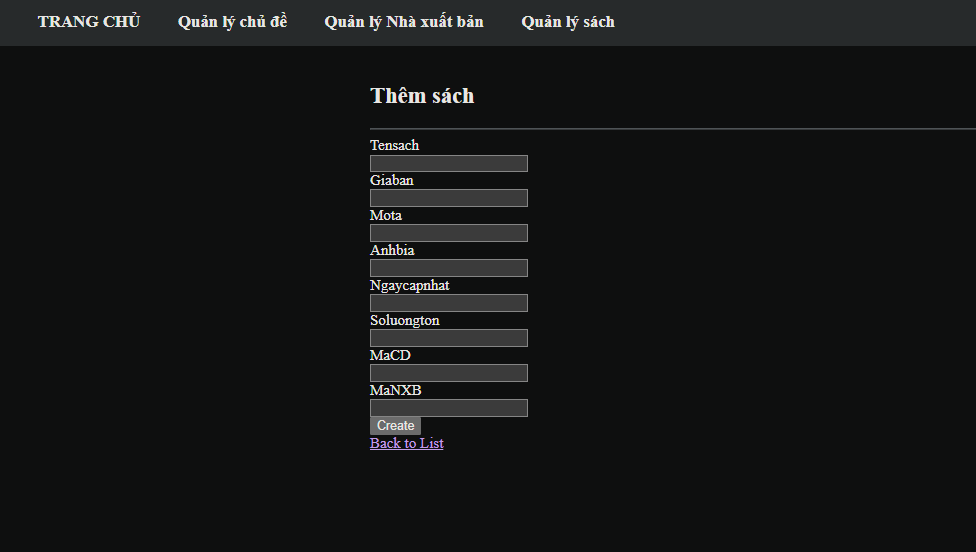 TRANG CHỦ Quản lý chủ đề Quản lý Nhà xuất bản Quản lý sách
Thêm sách
Tensach
Giaban
Mota
Anhbia
Ngaycapnhat
Soluongton
MaCD
MaNXB
Create
Back to List